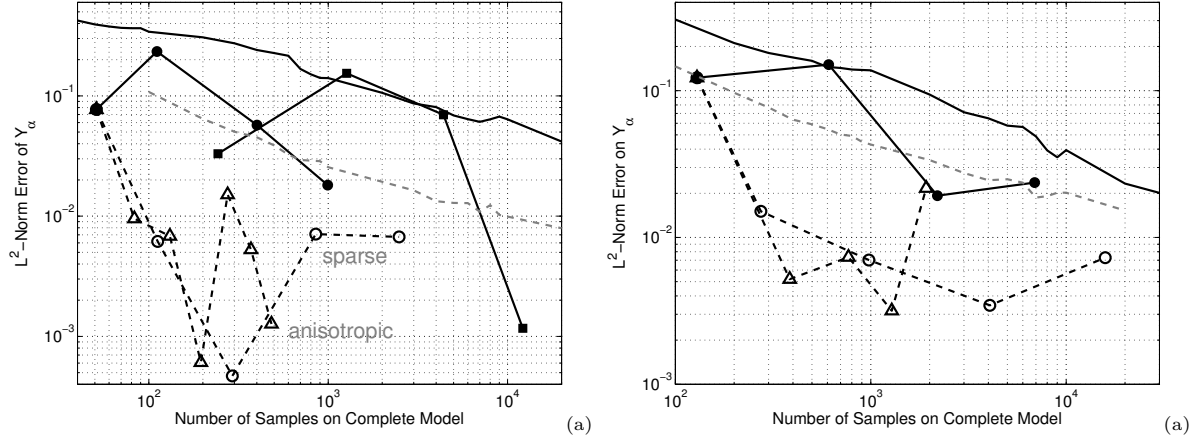 L²−Norm Error of Y_α
10⁻¹
10⁻²
10⁻³
sparse
anisotropic
10²
10³
10⁴
Number of Samples on Complete Model
(a)
L²−Norm Error on Y_α
10⁻¹
10⁻²
10⁻³
10²
10³
10⁴
Number of Samples on Complete Model
(a)